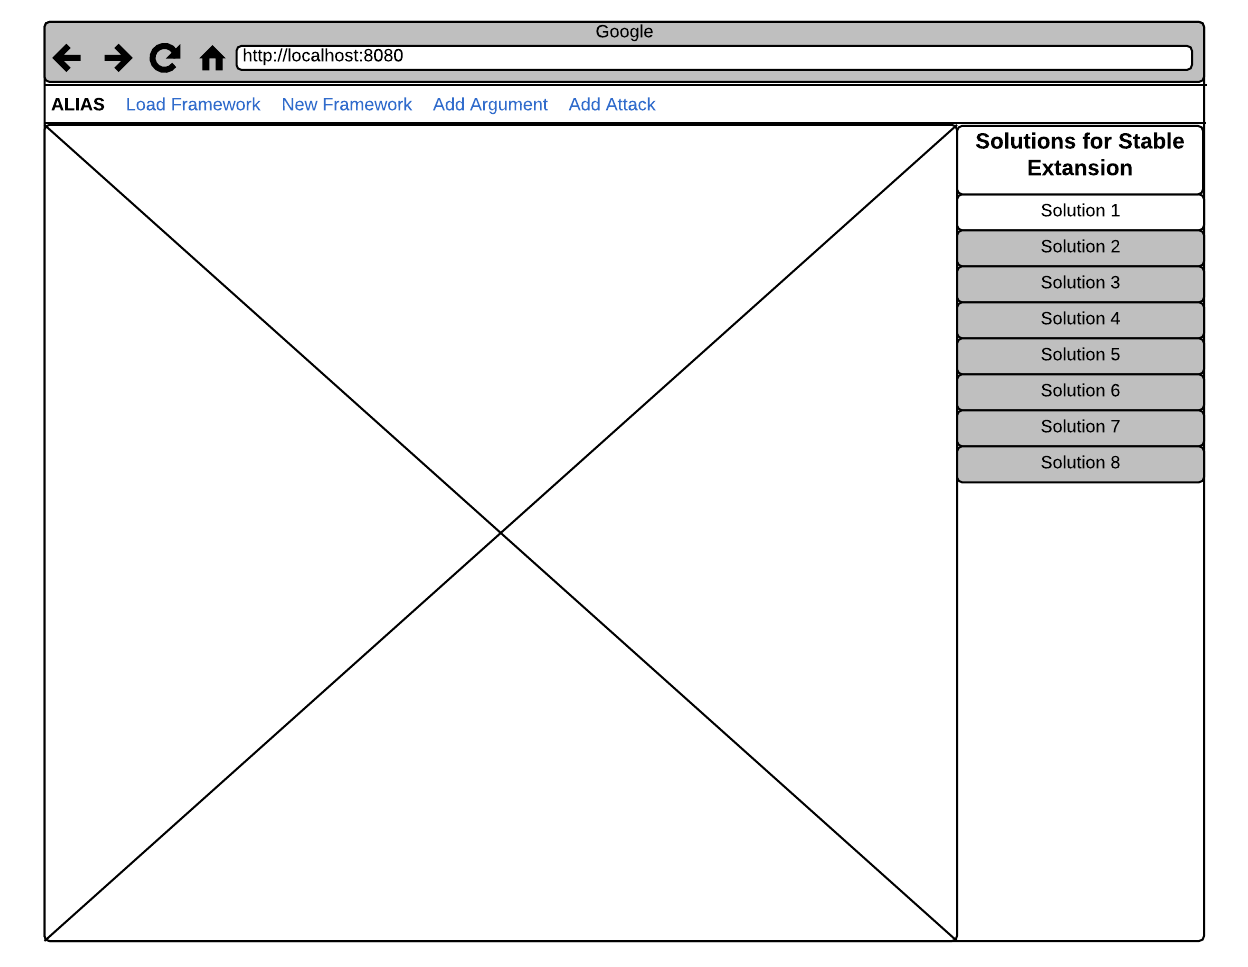 Google
http://localhost:8080
ALIAS Load Framework New Framework Add Argument Add Attack
Solutions for Stable
Extansion
Solution 1
Solution 2
Solution 3
Solution 4
Solution 5
Solution 6
Solution 7
Solution 8